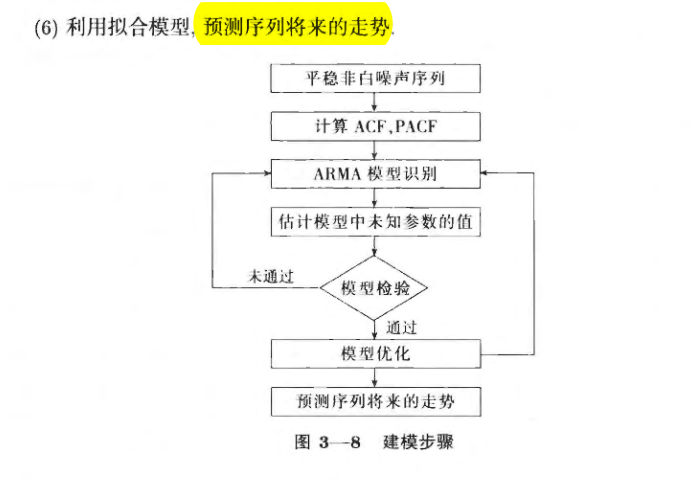 (6) 利用拟合模型, 预测序列将来的走势.
平稳非白噪声序列
计算 ACF,PACF
ARMA 模型识别
估计模型中未知参数的值
未通过
模型检验
通过
模型优化
预测序列将来的走势
图 3—8 建模步骤